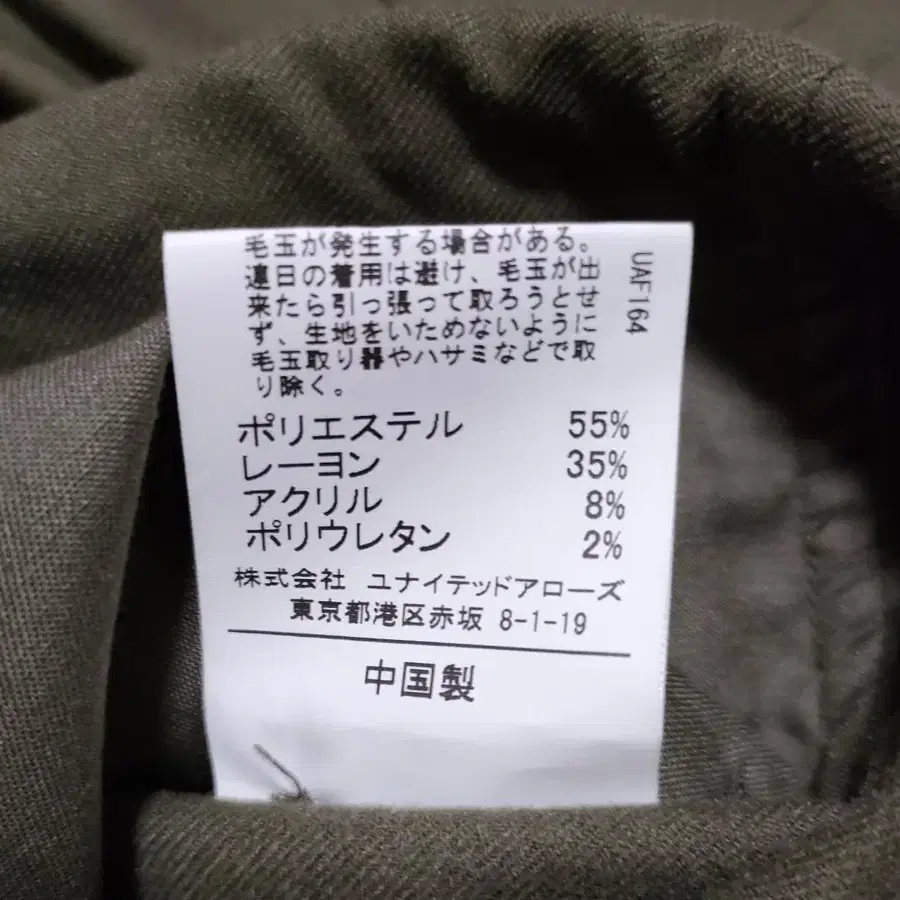 毛玉が発生する場合がある。
連日の着用は避け、毛玉が出
来たら引っ張って取ろうとせ
ず、生地をいためないように
毛玉取り器やハサミなどで取
り除く。
UAF164
ポリエステル 55%
レーヨン 35%
アクリル 8%
ポリウレタン 2%
株式会社 ユナイテッドアローズ
東京都港区赤坂 8-1-19
中国製